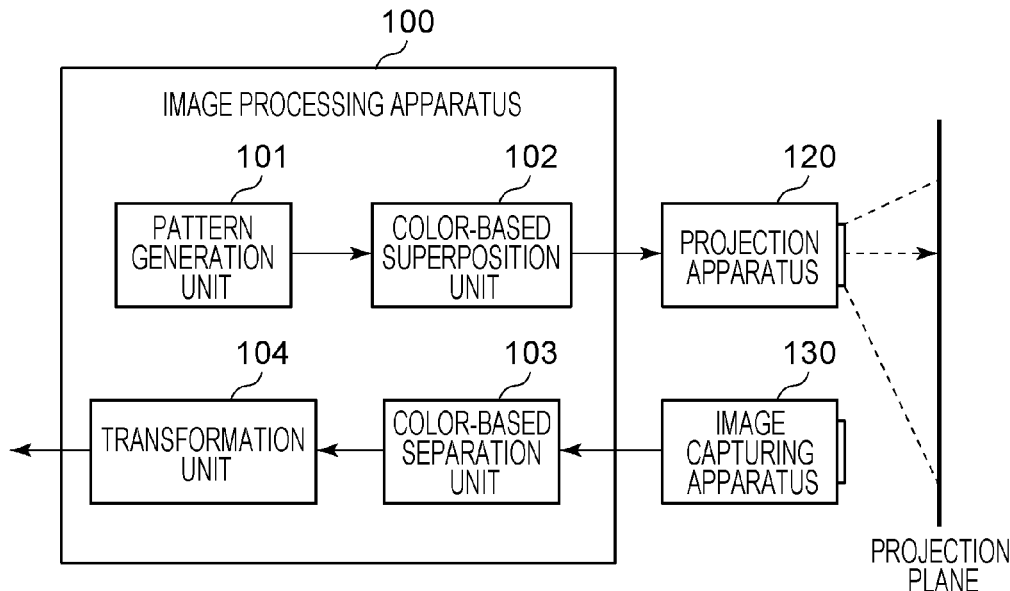 100
IMAGE PROCESSING APPARATUS
101
102
120
PATTERN
GENERATION
UNIT
COLOR-BASED
SUPERPOSITION
UNIT
PROJECTION
APPARATUS
104
103
130
TRANSFORMATION
UNIT
COLOR-BASED
SEPARATION
UNIT
IMAGE
CAPTURING
APPARATUS
PROJECTION
PLANE